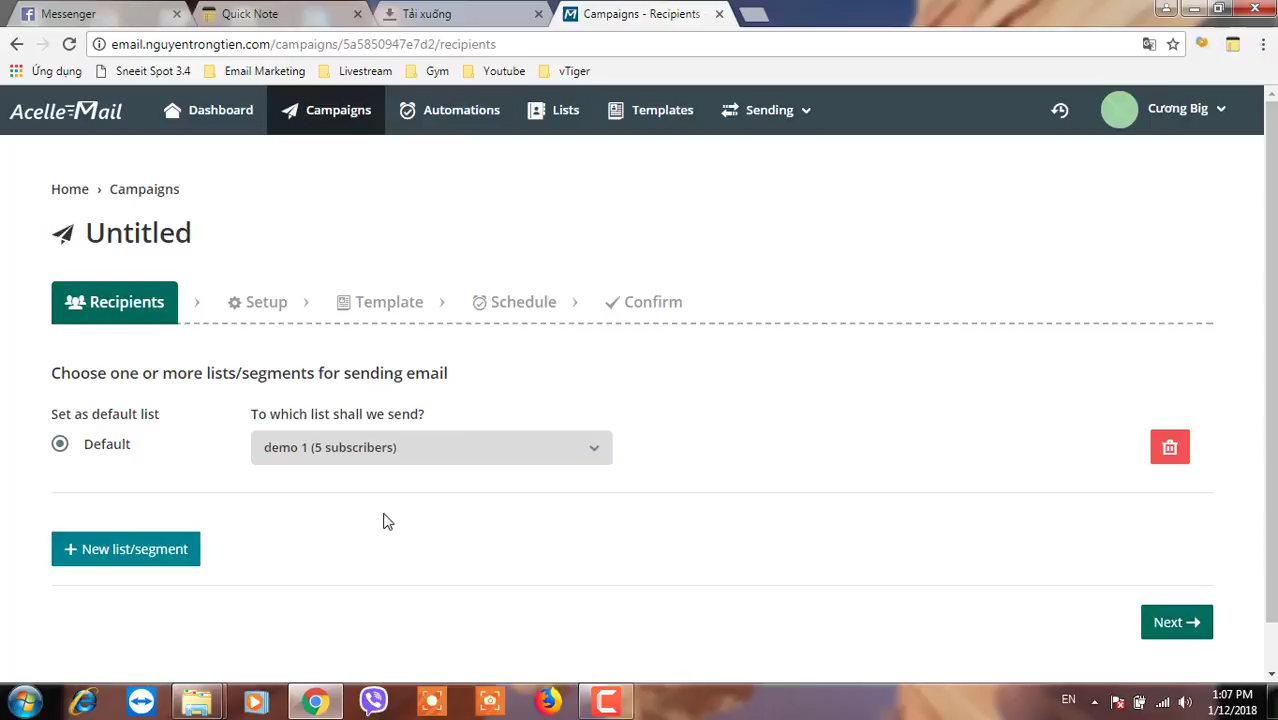 Messenger
Quick Note
Tải xuống
Campaigns - Recipients
email.nguyentrongtien.com/campaigns/5a5850947e7d2/recipients
Ứng dụng
Sneeit Spot 3.4
Email Marketing
Livestream
Gym
Youtube
vTiger
Acelle Mail
Dashboard
Campaigns
Automations
Lists
Templates
Sending
Cương Big
Home › Campaigns
Untitled
Recipients
Setup
Template
Schedule
Confirm
Choose one or more lists/segments for sending email
Set as default list
To which list shall we send?
Default
demo 1 (5 subscribers)
+ New list/segment
Next →
EN
1:07 PM
1/12/2018